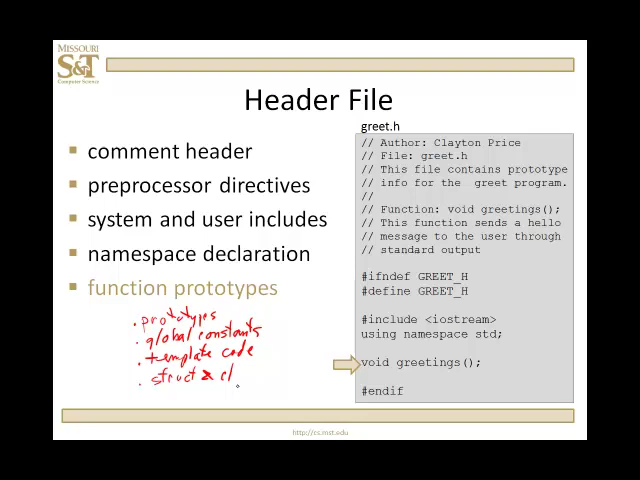 MISSOURI
S&T
Computer Science
Header File
greet.h
comment header
preprocessor directives
system and user includes
namespace declaration
function prototypes
· prototypes
· global constants
· template code
· struct & cl
// Author: Clayton Price
// File: greet.h
// This file contains prototype
// info for the greet program.
//
// Function: void greetings();
// This function sends a hello
// message to the user through
// standard output
#ifndef GREET_H
#define GREET_H
#include <iostream>
using namespace std;
void greetings();
#endif
http://cs.mst.edu